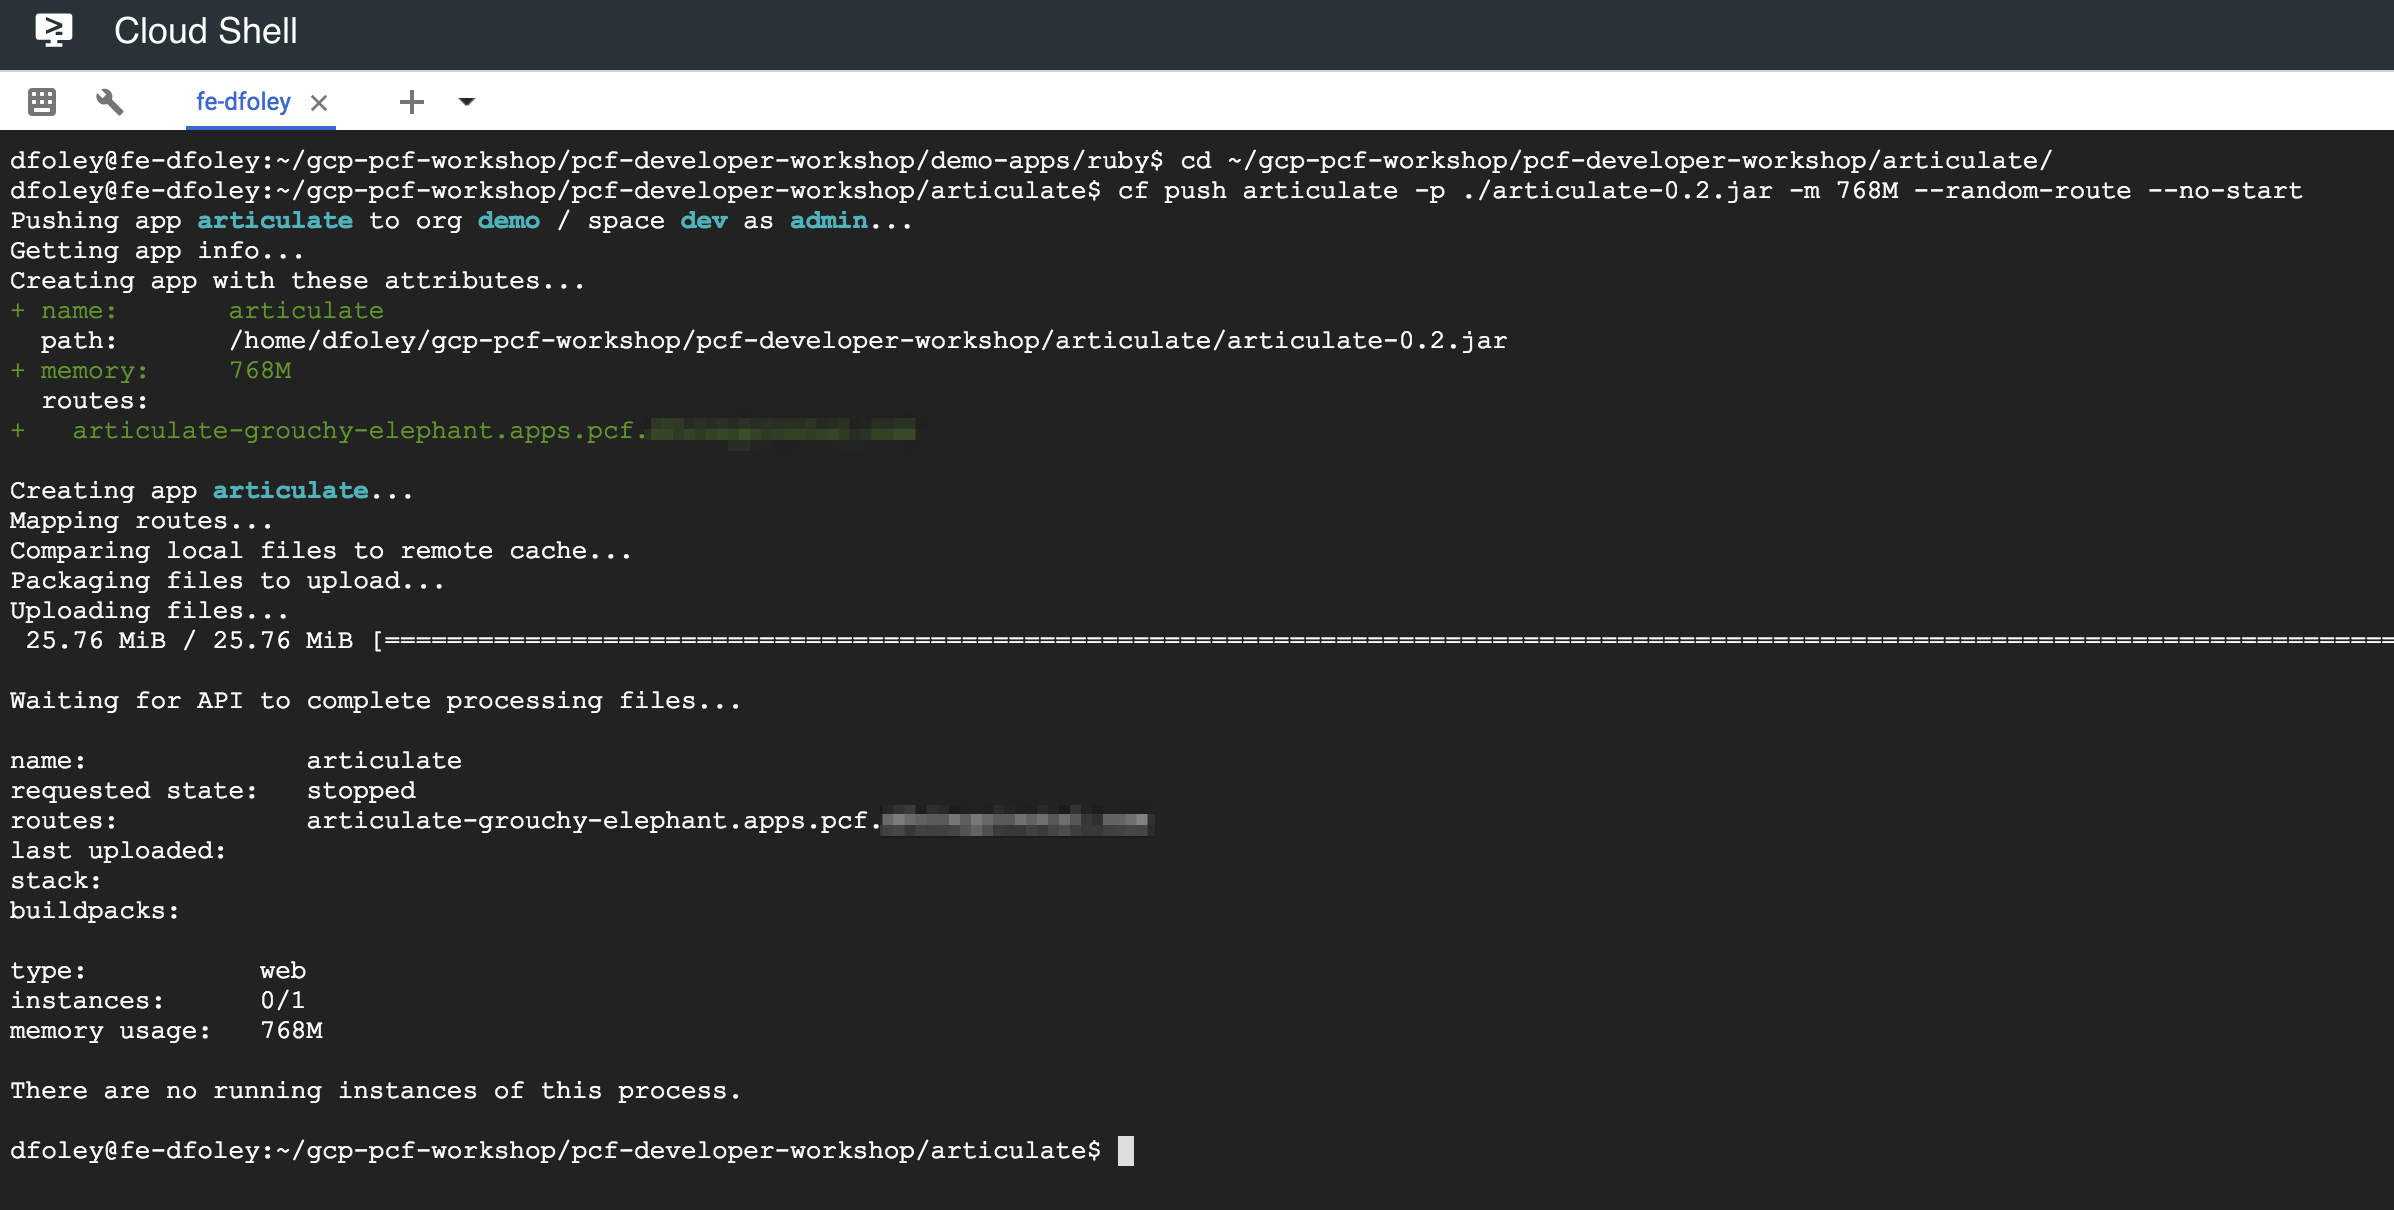 Cloud Shell
fe-dfoley
dfoley@fe-dfoley:~/gcp-pcf-workshop/pcf-developer-workshop/demo-apps/ruby$ cd ~/gcp-pcf-workshop/pcf-developer-workshop/articulate/
dfoley@fe-dfoley:~/gcp-pcf-workshop/pcf-developer-workshop/articulate$ cf push articulate -p ./articulate-0.2.jar -m 768M --random-route --no-start
Pushing app articulate to org demo / space dev as admin...
Getting app info...
Creating app with these attributes...
+ name:       articulate
  path:       /home/dfoley/gcp-pcf-workshop/pcf-developer-workshop/articulate/articulate-0.2.jar
+ memory:     768M
  routes:
+   articulate-grouchy-elephant.apps.pcf.
Creating app articulate...
Mapping routes...
Comparing local files to remote cache...
Packaging files to upload...
Uploading files...
 25.76 MiB / 25.76 MiB [=================================================================================================================================
Waiting for API to complete processing files...
name:              articulate
requested state:   stopped
routes:            articulate-grouchy-elephant.apps.pcf.
last uploaded:
stack:
buildpacks:
type:           web
instances:      0/1
memory usage:   768M
There are no running instances of this process.
dfoley@fe-dfoley:~/gcp-pcf-workshop/pcf-developer-workshop/articulate$